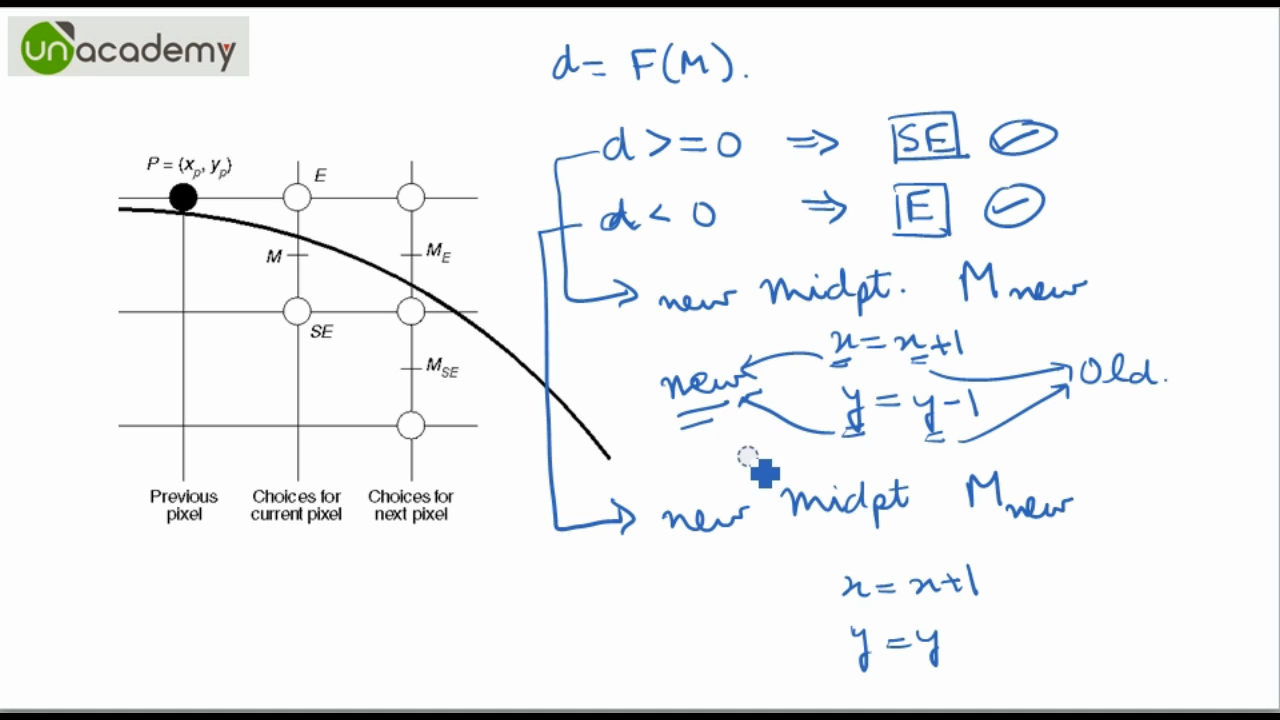 unacademy
d = F(M).
d >= 0 ⇒ SE
d < 0 ⇒ E
new midpt. Mnew
x = x+1
new
Old.
y = y-1
new midpt Mnew
x = x+1
y = y
P = (xp, yp)
E
M
ME
SE
MSE
Previous pixel
Choices for current pixel
Choices for next pixel